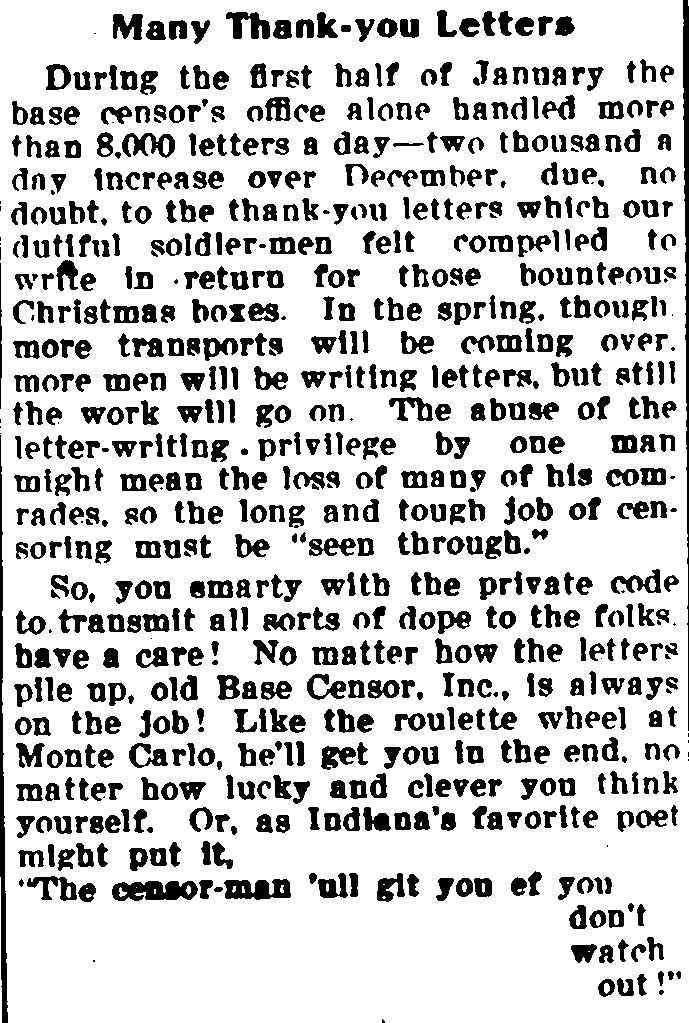 Many Thank-you Letters
During the first half of January the
base censor's office alone handled more
than 8,000 letters a day—two thousand a
day increase over December, due, no
doubt, to the thank-you letters which our
dutiful soldier-men felt compelled to
write in return for those bounteous
Christmas boxes. In the spring, though
more transports will be coming over,
more men will be writing letters, but still
the work will go on. The abuse of the
letter-writing privilege by one man
might mean the loss of many of his com-
rades, so the long and tough job of cen-
soring must be "seen through."
So, you smarty with the private code
to transmit all sorts of dope to the folks,
have a care! No matter how the letters
pile up, old Base Censor, Inc., is always
on the job! Like the roulette wheel at
Monte Carlo, he'll get you in the end, no
matter how lucky and clever you think
yourself. Or, as Indiana's favorite poet
might put it,
"The censor-man 'ull git you ef you
don't
watch
out!"